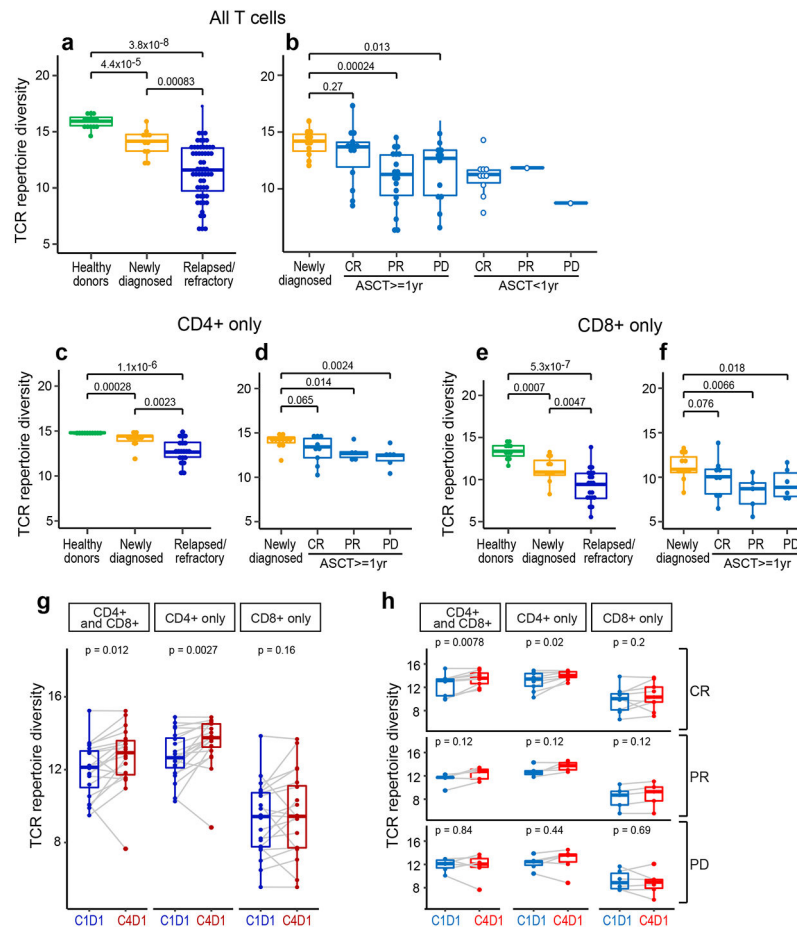 All T cells
a
b
3.8x10-8
4.4x10-5
0.00083
0.013
0.00024
0.27
TCR repertoire diversity
20
15
10
5
20
15
10
5
Healthy donors
Newly diagnosed
Relapsed/ refractory
Newly diagnosed
CR PR PD
ASCT>=1yr
CR PR PD
ASCT<1yr
CD4+ only
CD8+ only
c
d
e
f
1.1x10-6
0.00028
0.0023
0.0024
0.014
0.065
5.3x10-7
0.0007
0.0047
0.018
0.0066
0.076
TCR repertoire diversity
20
15
10
5
20
15
10
5
TCR repertoire diversity
20
15
10
5
20
15
10
5
Healthy donors
Newly diagnosed
Relapsed/ refractory
Newly diagnosed
CR PR PD
ASCT>=1yr
Healthy donors
Newly diagnosed
Relapsed/ refractory
Newly diagnosed
CR PR PD
ASCT>=1yr
g
CD4+ and CD8+
CD4+ only
CD8+ only
p = 0.012
p = 0.0027
p = 0.16
TCR repertoire diversity
16
12
8
C1D1 C4D1
C1D1 C4D1
C1D1 C4D1
h
CD4+ and CD8+
CD4+ only
CD8+ only
p = 0.0078
p = 0.02
p = 0.2
16
12
8
CR
p = 0.12
p = 0.12
p = 0.12
TCR repertoire diversity
16
12
8
PR
p = 0.84
p = 0.44
p = 0.69
16
12
8
PD
C1D1 C4D1
C1D1 C4D1
C1D1 C4D1